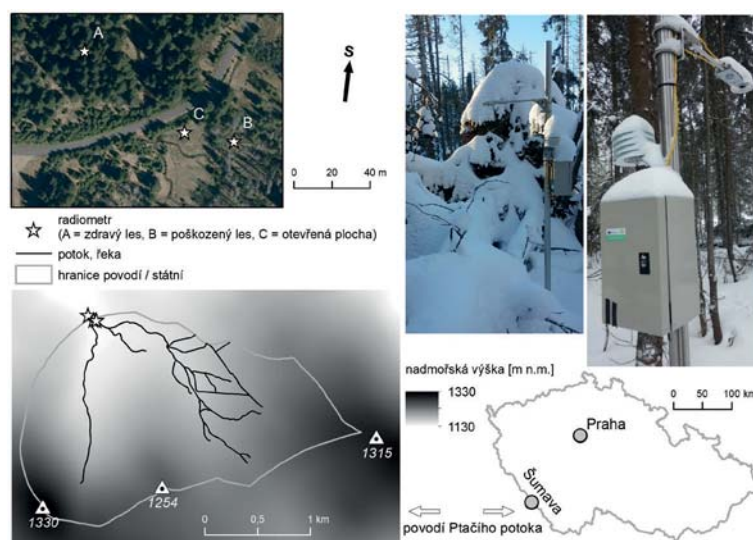 A
C
B
S
0 20 40 m
radiometr
(A = zdravý les, B = poškozený les, C = otevřená plocha)
potok, řeka
hranice povodí / státní
1330
1254
1315
0 0,5 1 km
nadmořská výška [m n.m.]
1330
1130
0 100 km
Praha
Šumava
povodí Ptačího potoka